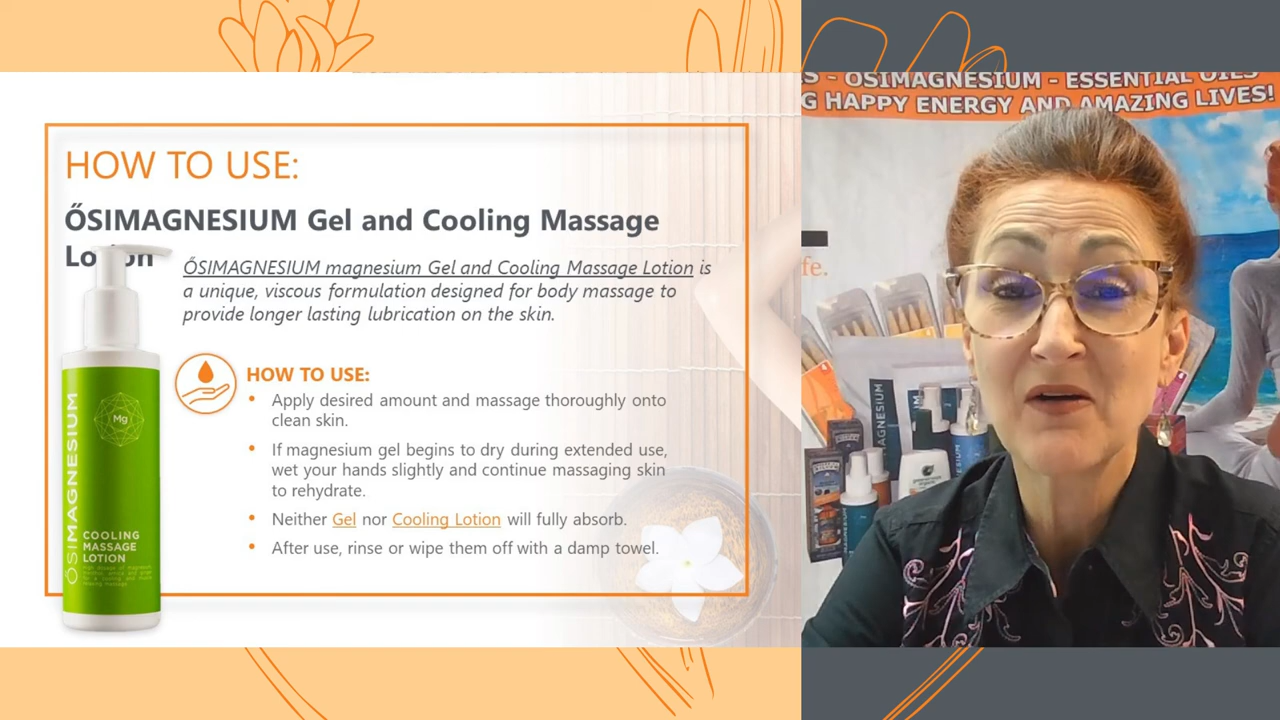 HOW TO USE:
ŐSIMAGNESIUM Gel and Cooling Massage
Lotion
ŐSIMAGNESIUM magnesium Gel and Cooling Massage Lotion is
a unique, viscous formulation designed for body massage to
provide longer lasting lubrication on the skin.
HOW TO USE:
• Apply desired amount and massage thoroughly onto
clean skin.
• If magnesium gel begins to dry during extended use,
wet your hands slightly and continue massaging skin
to rehydrate.
• Neither Gel nor Cooling Lotion will fully absorb.
• After use, rinse or wipe them off with a damp towel.
Mg
ŐSIMAGNESIUM
COOLING
MASSAGE
LOTION
S - ŐSIMAGNESIUM - ESSENTIAL OILS
G HAPPY ENERGY AND AMAZING LIVES!
fe.
MAGNESIUM